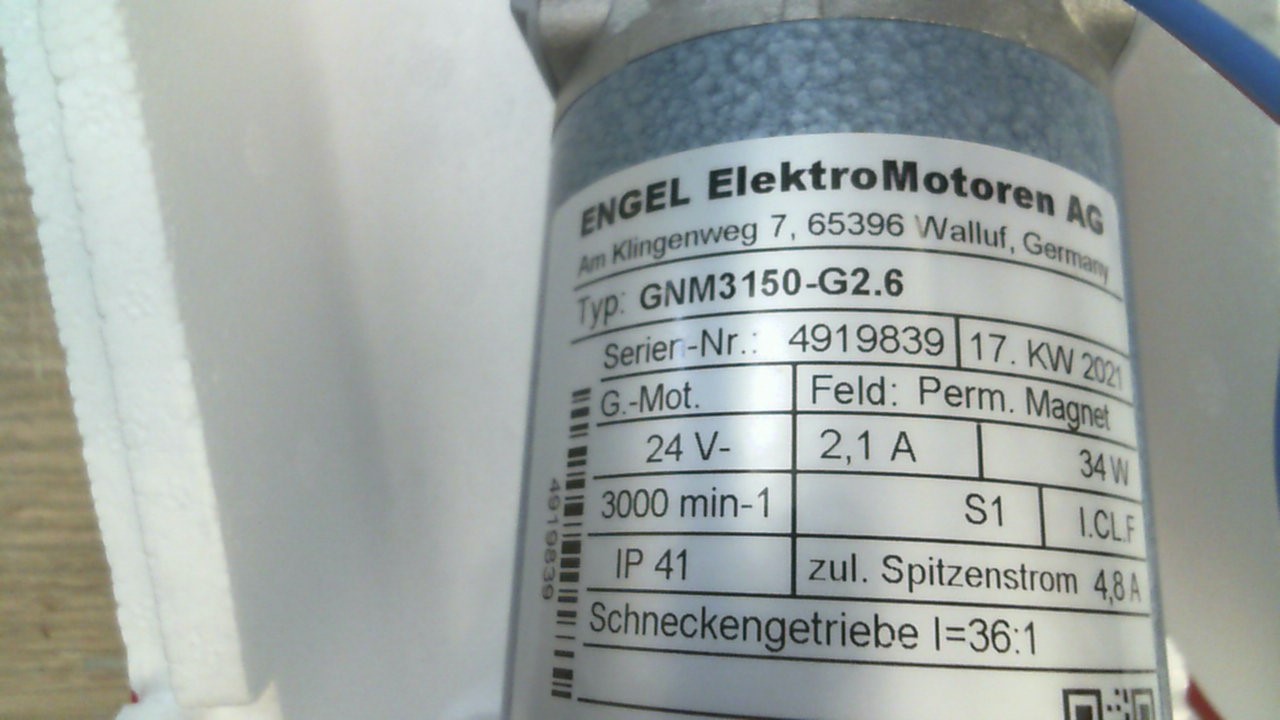 ENGEL ElektroMotoren AG
Am Klingenweg 7, 65396 Walluf, Germany
Typ: GNM3150-G2.6
Serien-Nr.: 4919839 17. KW 2021
G.-Mot. Feld: Perm. Magnet
24 V- 2,1 A 34 W
3000 min-1 S1 I.CL.F
IP 41 zul. Spitzenstrom 4,8 A
Schneckengetriebe I=36:1
4919839